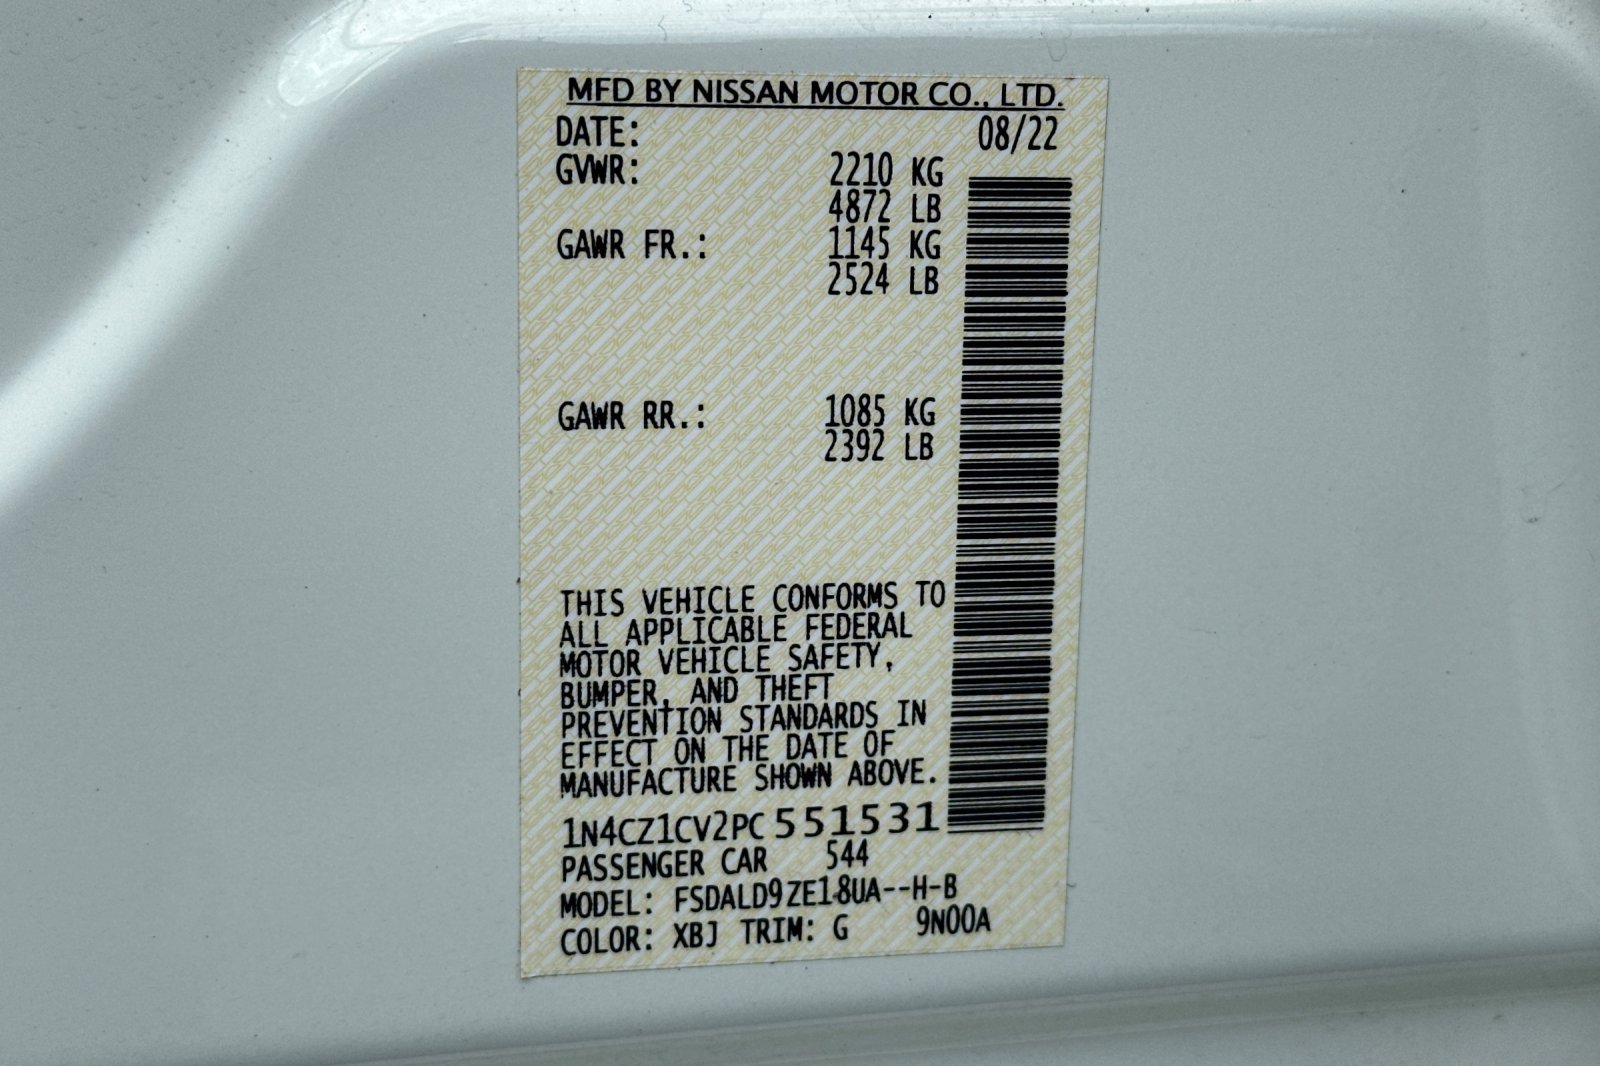 MFD BY NISSAN MOTOR CO., LTD.
DATE: 08/22
GVWR: 2210 KG
4872 LB
GAWR FR.: 1145 KG
2524 LB
GAWR RR.: 1085 KG
2392 LB
THIS VEHICLE CONFORMS TO
ALL APPLICABLE FEDERAL
MOTOR VEHICLE SAFETY,
BUMPER, AND THEFT
PREVENTION STANDARDS IN
EFFECT ON THE DATE OF
MANUFACTURE SHOWN ABOVE.
1N4CZ1CV2PC551531
PASSENGER CAR 544
MODEL: FSDALD9ZE18UA--H-B
COLOR: XBJ TRIM: G 9N00A